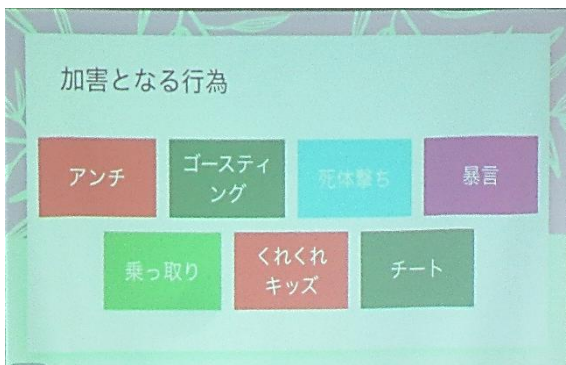 加害となる行為
アンチ
ゴースティ
ング
死体撃ち
暴言
乗っ取り
くれくれ
キッズ
チート